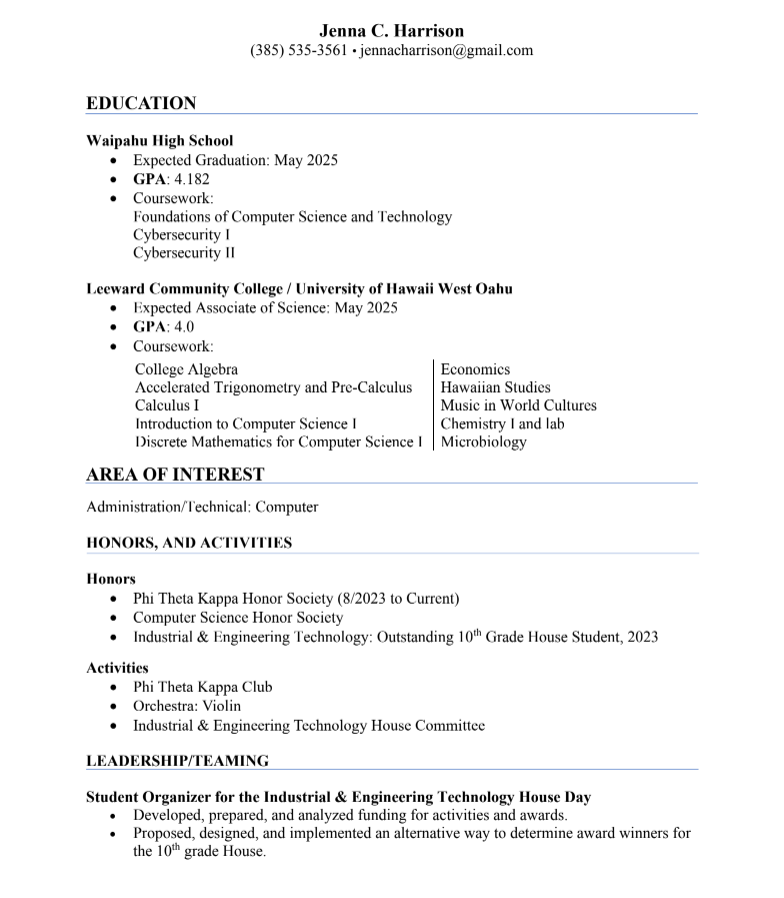 Jenna C. Harrison
(385) 535-3561 • jennacharrison@gmail.com
EDUCATION
Waipahu High School
• Expected Graduation: May 2025
• GPA: 4.182
• Coursework:
Foundations of Computer Science and Technology
Cybersecurity I
Cybersecurity II
Leeward Community College / University of Hawaii West Oahu
• Expected Associate of Science: May 2025
• GPA: 4.0
• Coursework:
College Algebra
Accelerated Trigonometry and Pre-Calculus
Calculus I
Introduction to Computer Science I
Discrete Mathematics for Computer Science I
Economics
Hawaiian Studies
Music in World Cultures
Chemistry I and lab
Microbiology
AREA OF INTEREST
Administration/Technical: Computer
HONORS, AND ACTIVITIES
Honors
• Phi Theta Kappa Honor Society (8/2023 to Current)
• Computer Science Honor Society
• Industrial & Engineering Technology: Outstanding 10th Grade House Student, 2023
Activities
• Phi Theta Kappa Club
• Orchestra: Violin
• Industrial & Engineering Technology House Committee
LEADERSHIP/TEAMING
Student Organizer for the Industrial & Engineering Technology House Day
• Developed, prepared, and analyzed funding for activities and awards.
• Proposed, designed, and implemented an alternative way to determine award winners for
the 10th grade House.